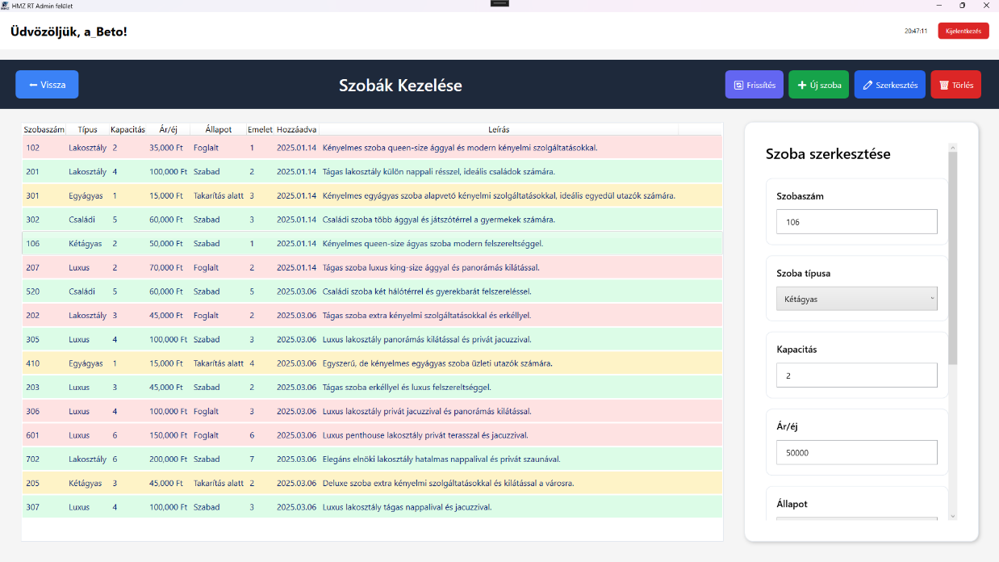 HMZ RT Admin felület
Üdvözöljük, a_Beto!
20:47:11
Kijelentkezés
Vissza
Szobák Kezelése
Frissítés
Új szoba
Szerkesztés
Törlés
Szobaszám Típus Kapacitás Ár/éj Állapot Emelet Hozzáadva Leírás
102 Lakosztály 2 35,000 Ft Foglalt 1 2025.01.14 Kényelmes szoba queen-size ággyal és modern kényelmi szolgáltatásokkal.
201 Lakosztály 4 100,000 Ft Szabad 2 2025.01.14 Tágas lakosztály külön nappali résszel, ideális családok számára.
301 Egyágyas 1 15,000 Ft Takarítás alatt 3 2025.01.14 Kényelmes egyágyas szoba alapvető kényelmi szolgáltatásokkal, ideális egyedül utazók számára.
302 Családi 5 60,000 Ft Szabad 3 2025.01.14 Családi szoba több ággyal és játszótérrel a gyermekek számára.
106 Kétágyas 2 50,000 Ft Szabad 1 2025.01.14 Kényelmes queen-size ágyas szoba modern felszereltséggel.
207 Luxus 2 70,000 Ft Foglalt 2 2025.01.14 Tágas szoba luxus king-size ággyal és panorámás kilátással.
520 Családi 5 60,000 Ft Szabad 5 2025.03.06 Családi szoba két hálótérrel és gyerekbarát felszereléssel.
202 Lakosztály 3 45,000 Ft Foglalt 2 2025.03.06 Tágas szoba extra kényelmi szolgáltatásokkal és erkéllyel.
305 Luxus 4 100,000 Ft Szabad 3 2025.03.06 Luxus lakosztály panorámás kilátással és privát jacuzzival.
410 Egyágyas 1 15,000 Ft Takarítás alatt 4 2025.03.06 Egyszerű, de kényelmes egyágyas szoba üzleti utazók számára.
203 Luxus 3 45,000 Ft Szabad 2 2025.03.06 Tágas szoba erkéllyel és luxus felszereltséggel.
306 Luxus 4 100,000 Ft Foglalt 3 2025.03.06 Luxus lakosztály privát jacuzzival és panorámás kilátással.
601 Luxus 6 150,000 Ft Foglalt 6 2025.03.06 Luxus penthouse lakosztály privát terasszal és jacuzzival.
702 Lakosztály 6 200,000 Ft Szabad 7 2025.03.06 Elegáns elnöki lakosztály hatalmas nappalival és privát szaunával.
205 Kétágyas 3 45,000 Ft Takarítás alatt 2 2025.03.06 Deluxe szoba extra kényelmi szolgáltatásokkal és kilátással a városra.
307 Luxus 4 100,000 Ft Szabad 3 2025.03.06 Luxus lakosztály tágas nappalival és jacuzzival.
Szoba szerkesztése
Szobaszám
106
Szoba típusa
Kétágyas
Kapacitás
2
Ár/éj
50000
Állapot